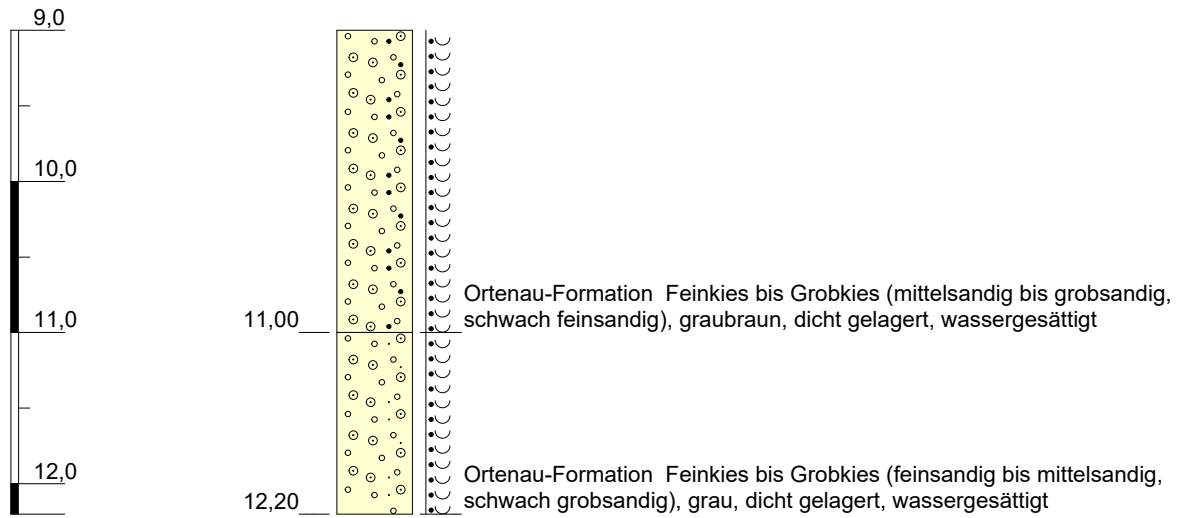 9,0
10,0
Ortenau-Formation Feinkies bis Grobkies (mittelsandig bis grobsandig,
11,0
11,00
schwach feinsandig), graubraun, dicht gelagert, wassergesättigt
12,0
Ortenau-Formation Feinkies bis Grobkies (feinsandig bis mittelsandig,
12,20
schwach grobsandig), grau, dicht gelagert, wassergesättigt